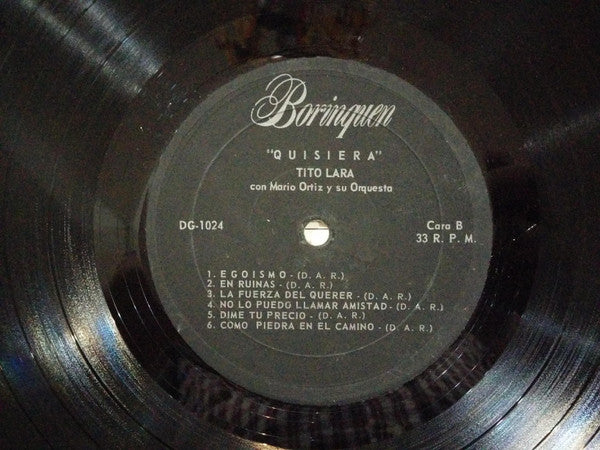 Borinquen
"QUISIERA"
TITO LARA
con Mario Ortiz y su Orquesta
DG-1024
Cara B
33 R. P. M.
1. EGOISMO - (D. A. R.)
2. EN RUINAS - (D. A. R.)
3. LA FUERZA DEL QUERER - (D. A. R.)
4. NO LO PUEDO LLAMAR AMISTAD - (D. A. R.)
5. DIME TU PRECIO - (D. A. R.)
6. COMO PIEDRA EN EL CAMINO - (D. A. R.)